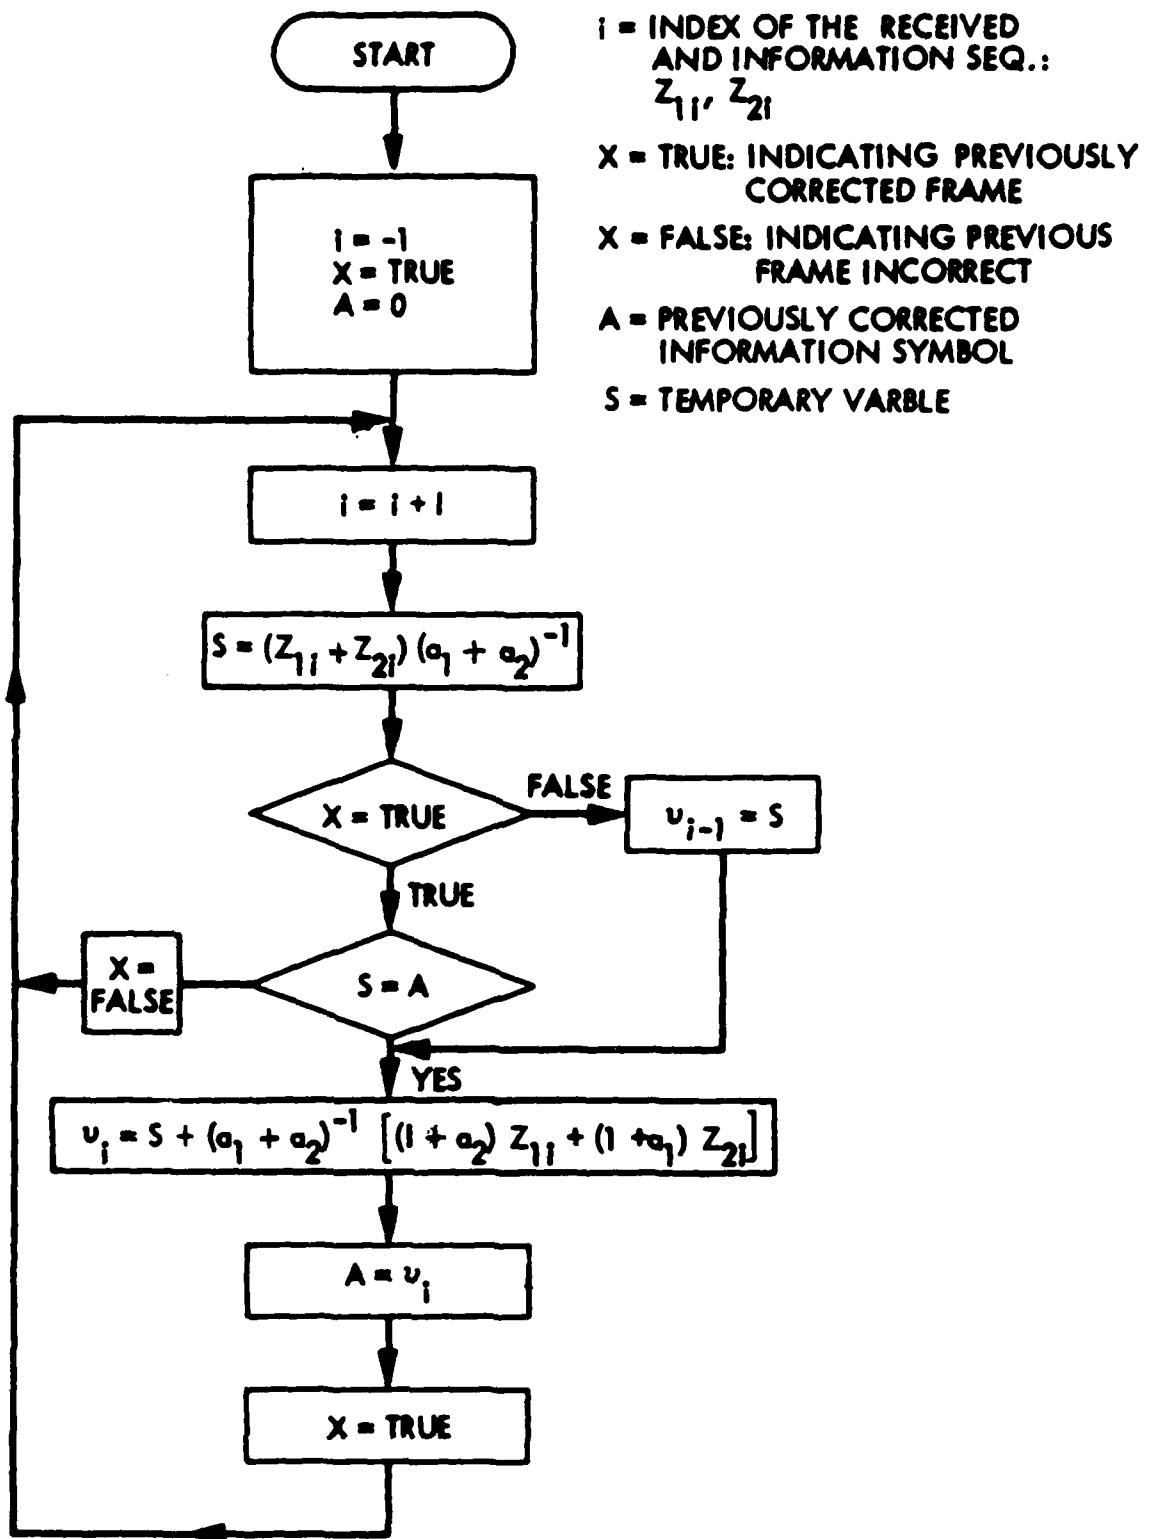 START
i = INDEX OF THE RECEIVED
AND INFORMATION SEQ.:
Z₁ᵢ, Z₂ᵢ
X = TRUE: INDICATING PREVIOUSLY
CORRECTED FRAME
X = FALSE: INDICATING PREVIOUS
FRAME INCORRECT
A = PREVIOUSLY CORRECTED
INFORMATION SYMBOL
S = TEMPORARY VARBLE
i = -1
X = TRUE
A = 0
i = i + 1
S = (Z₁ᵢ + Z₂ᵢ) (a₁ + a₂)⁻¹
X = TRUE
FALSE
υᵢ₋₁ = S
TRUE
S = A
X =
FALSE
YES
υᵢ = S + (a₁ + a₂)⁻¹ [(1 + a₂) Z₁ᵢ + (1 +a₁) Z₂ᵢ]
A = υᵢ
X = TRUE